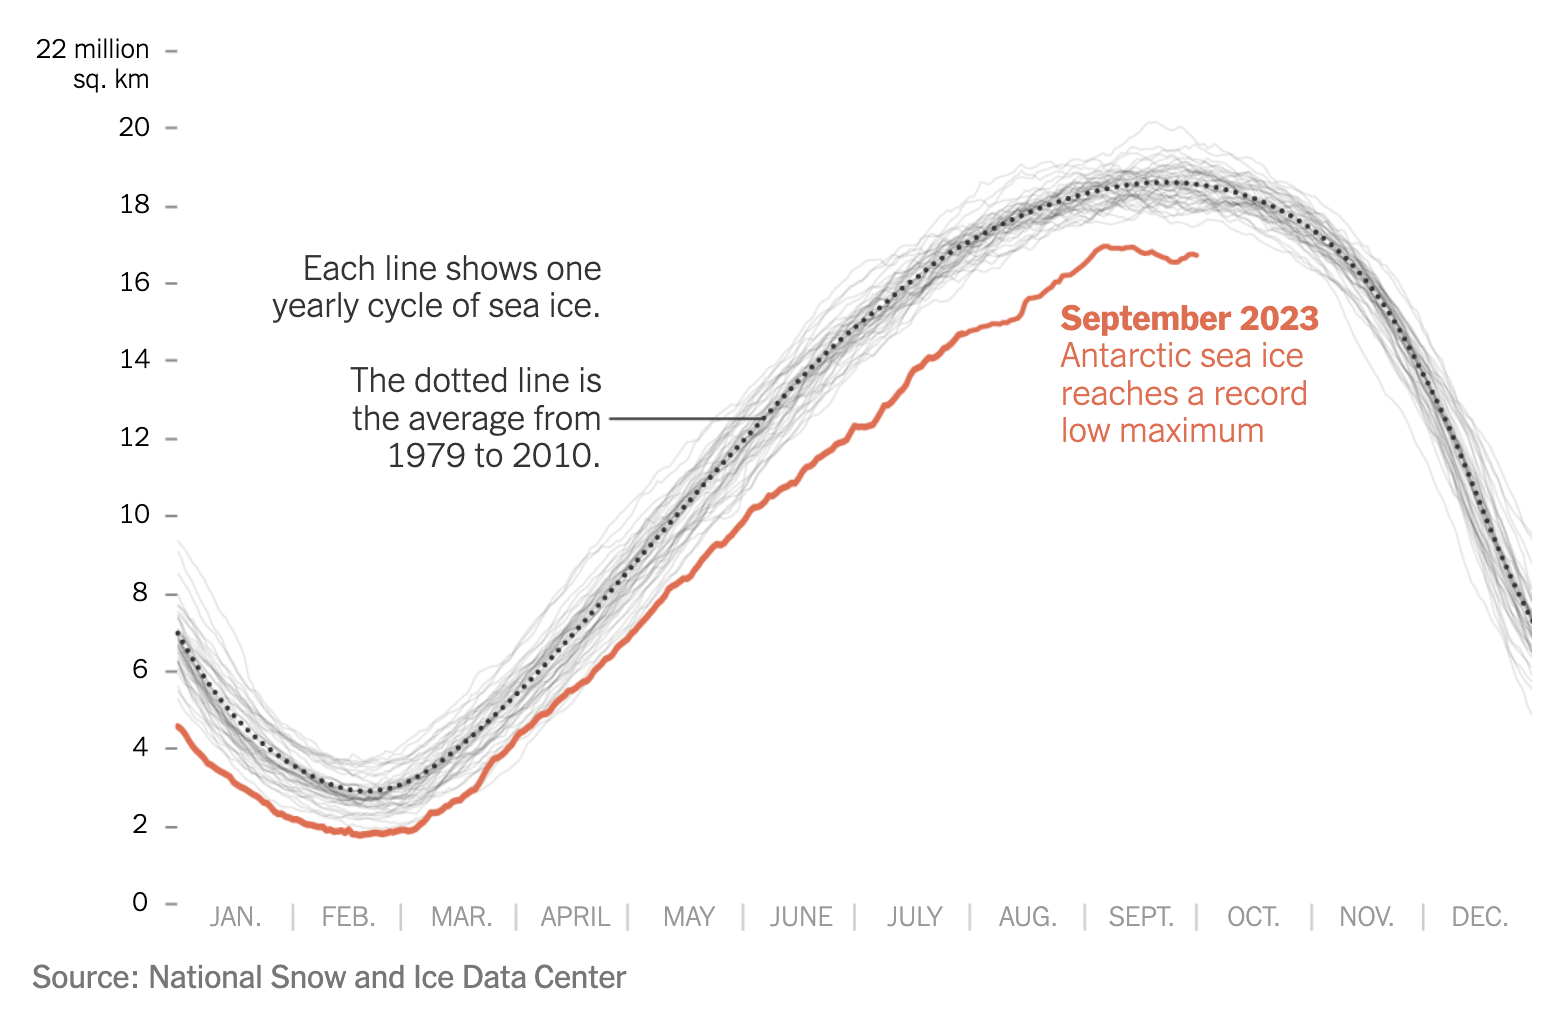 22 million
sq. km
20
18
16
14
12
10
8
6
4
2
0
Each line shows one
yearly cycle of sea ice.
The dotted line is
the average from
1979 to 2010.
September 2023
Antarctic sea ice
reaches a record
low maximum
JAN. FEB. MAR. APRIL MAY JUNE JULY AUG. SEPT. OCT. NOV. DEC.
Source: National Snow and Ice Data Center